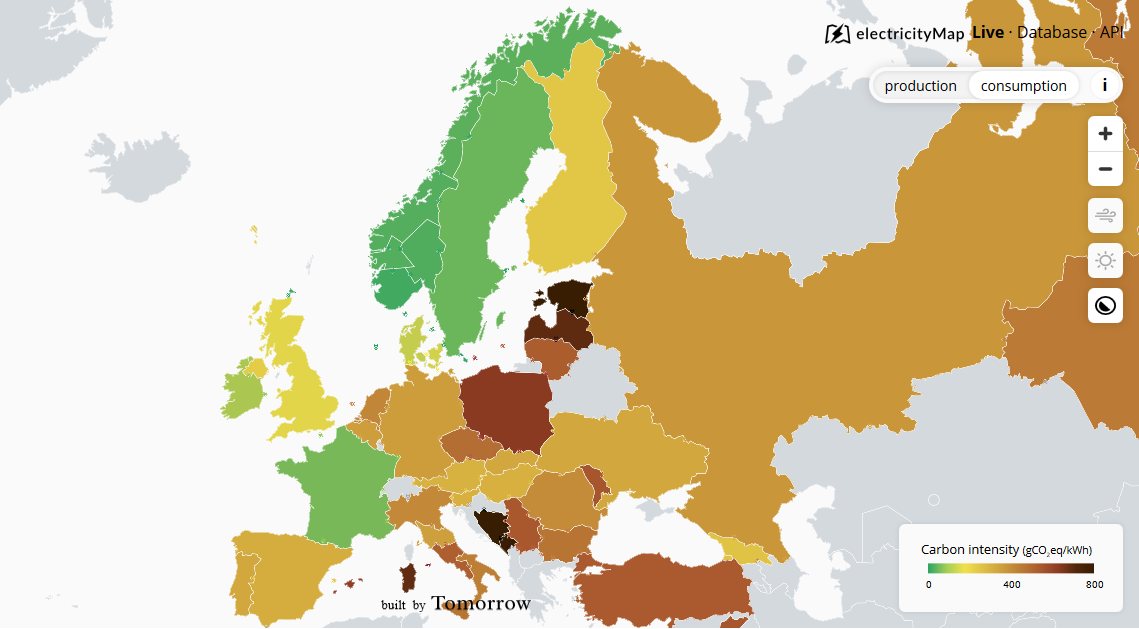 electricityMap Live · Database · API
production consumption i
+
−
Carbon intensity (gCO₂eq/kWh)
0 400 800
built by Tomorrow